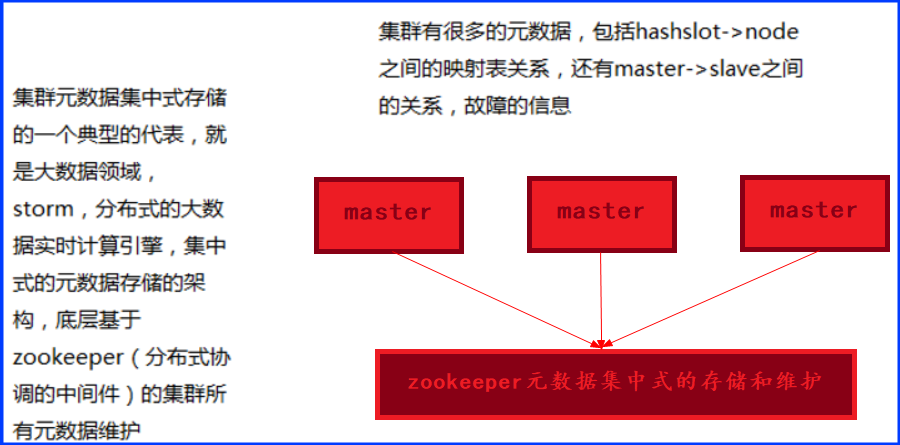 集群有很多的元数据，包括hashslot->node
之间的映射表关系，还有master->slave之间
的关系，故障的信息
集群元数据集中式存储
的一个典型的代表，就
是大数据领域，
storm，分布式的大数
据实时计算引擎，集中
式的元数据存储的架
构，底层基于
zookeeper（分布式协
调的中间件）的集群所
有元数据维护
master
master
master
zookeeper元数据集中式的存储和维护